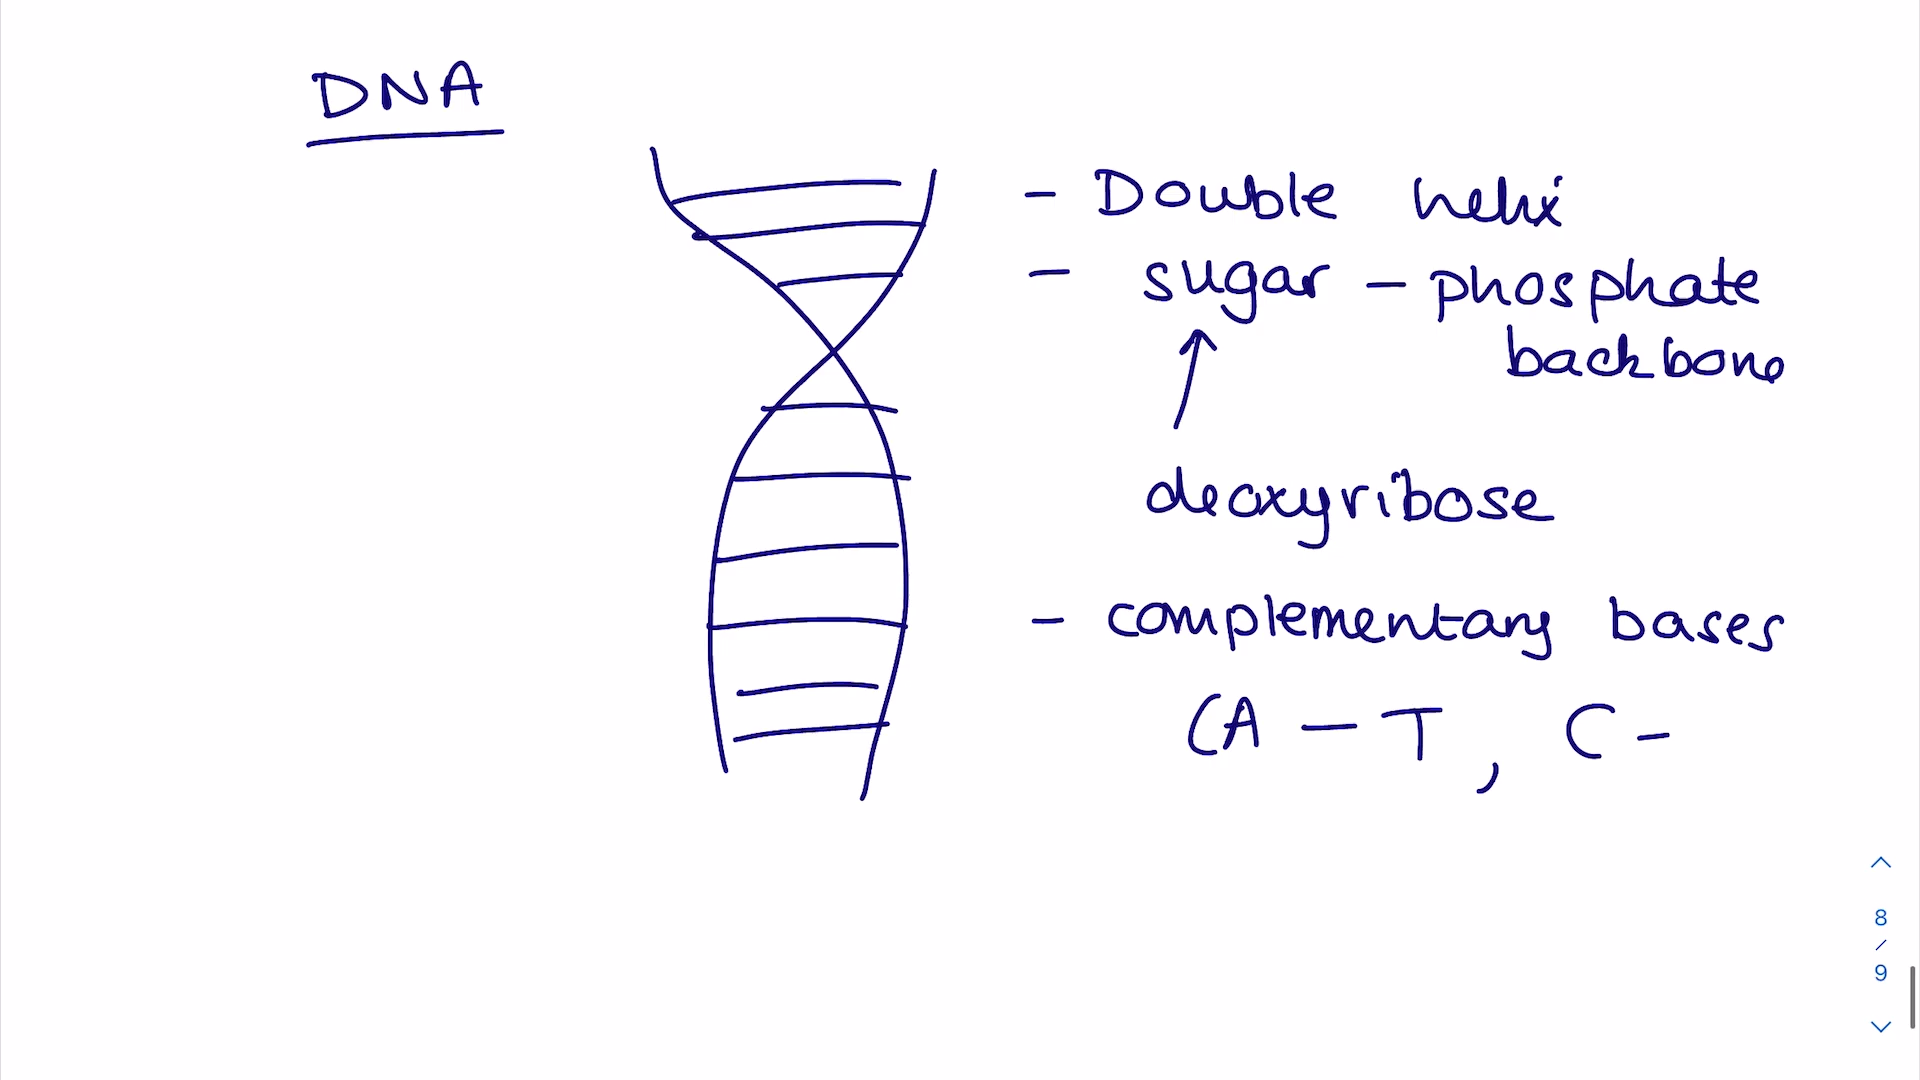 DNA
- Double helix
- sugar - phosphate
backbone
deoxyribose
- complementary bases
(A - T, C -
8
/
9